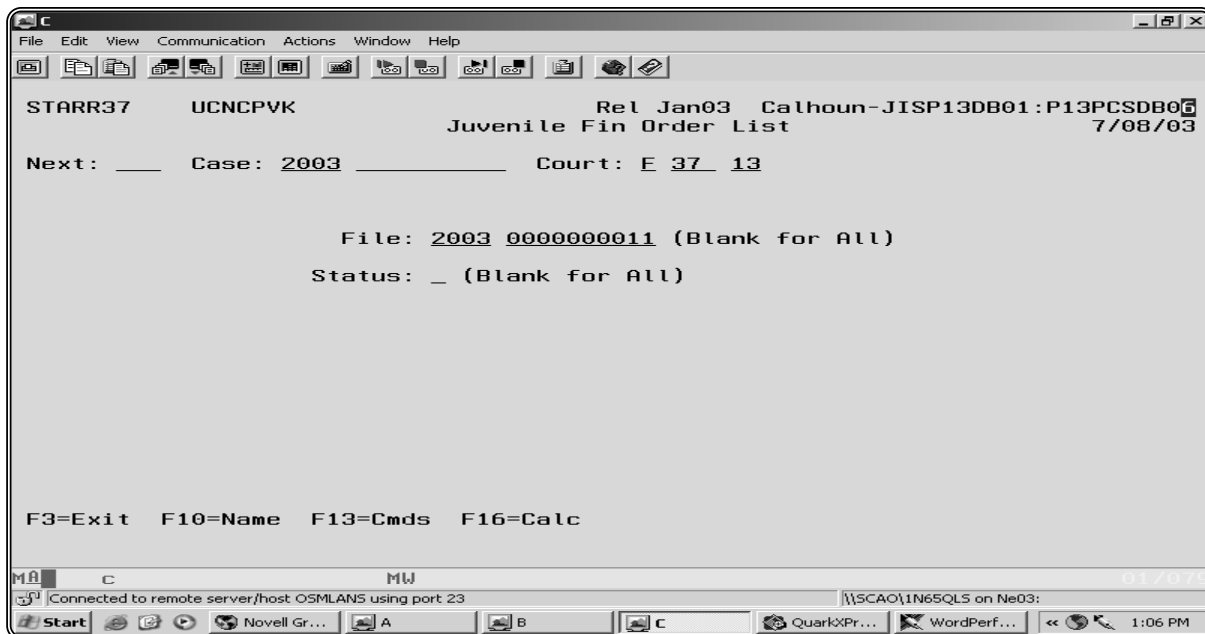 C
File Edit View Communication Actions Window Help
STARR37 UCNCPVK Rel Jan03 Calhoun-JISP13DB01:P13PCSDB06
Juvenile Fin Order List 7/08/03
Next: ___ Case: 2003 __________ Court: F 37_ 13
File: 2003 0000000011 (Blank for All)
Status: _ (Blank for All)
F3=Exit F10=Name F13=Cmds F16=Calc
MA C MW 01/079
Connected to remote server/host OSMLANS using port 23 \\SCAO\1N65QLS on Ne03:
Start Novell Gr... A B C QuarkXPr... WordPerf... « 1:06 PM